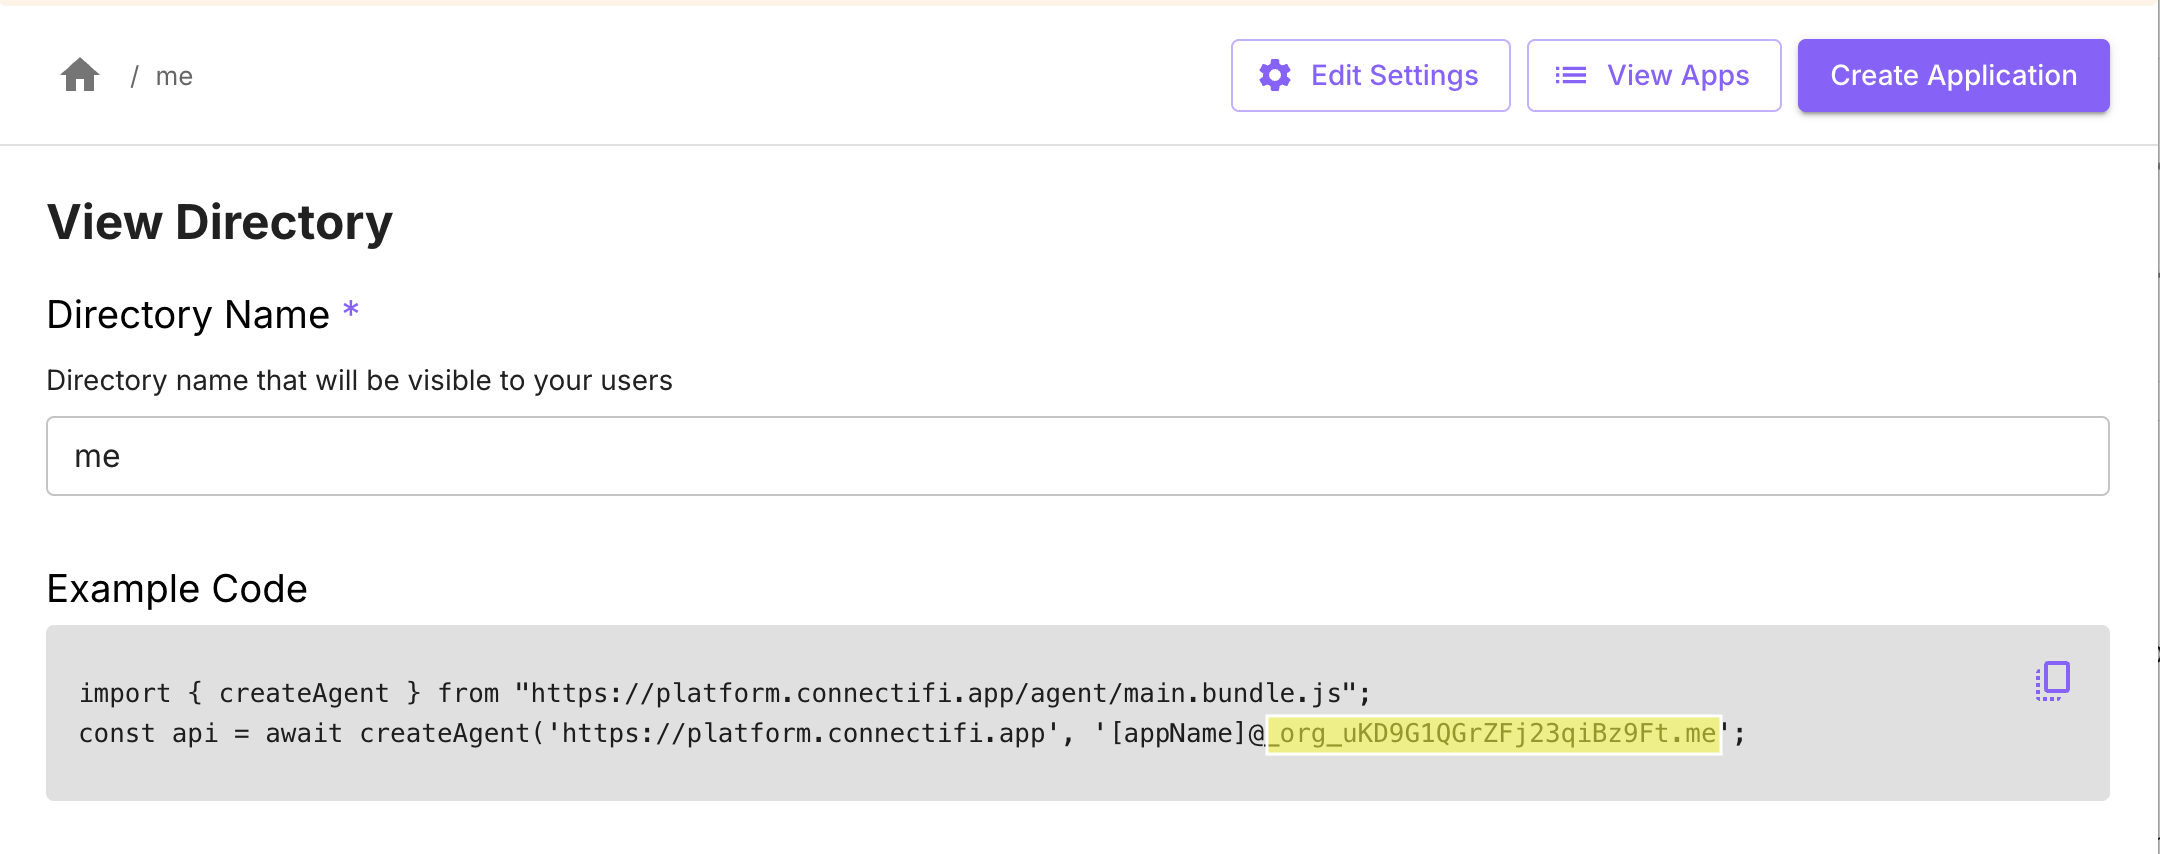 / me
Edit Settings
View Apps
Create Application
View Directory
Directory Name *
Directory name that will be visible to your users
me
Example Code
import { createAgent } from "https://platform.connectifi.app/agent/main.bundle.js";
const api = await createAgent('https://platform.connectifi.app', '[appName]@_org_uKD9G1QGrZFj23qiBz9Ft.me';